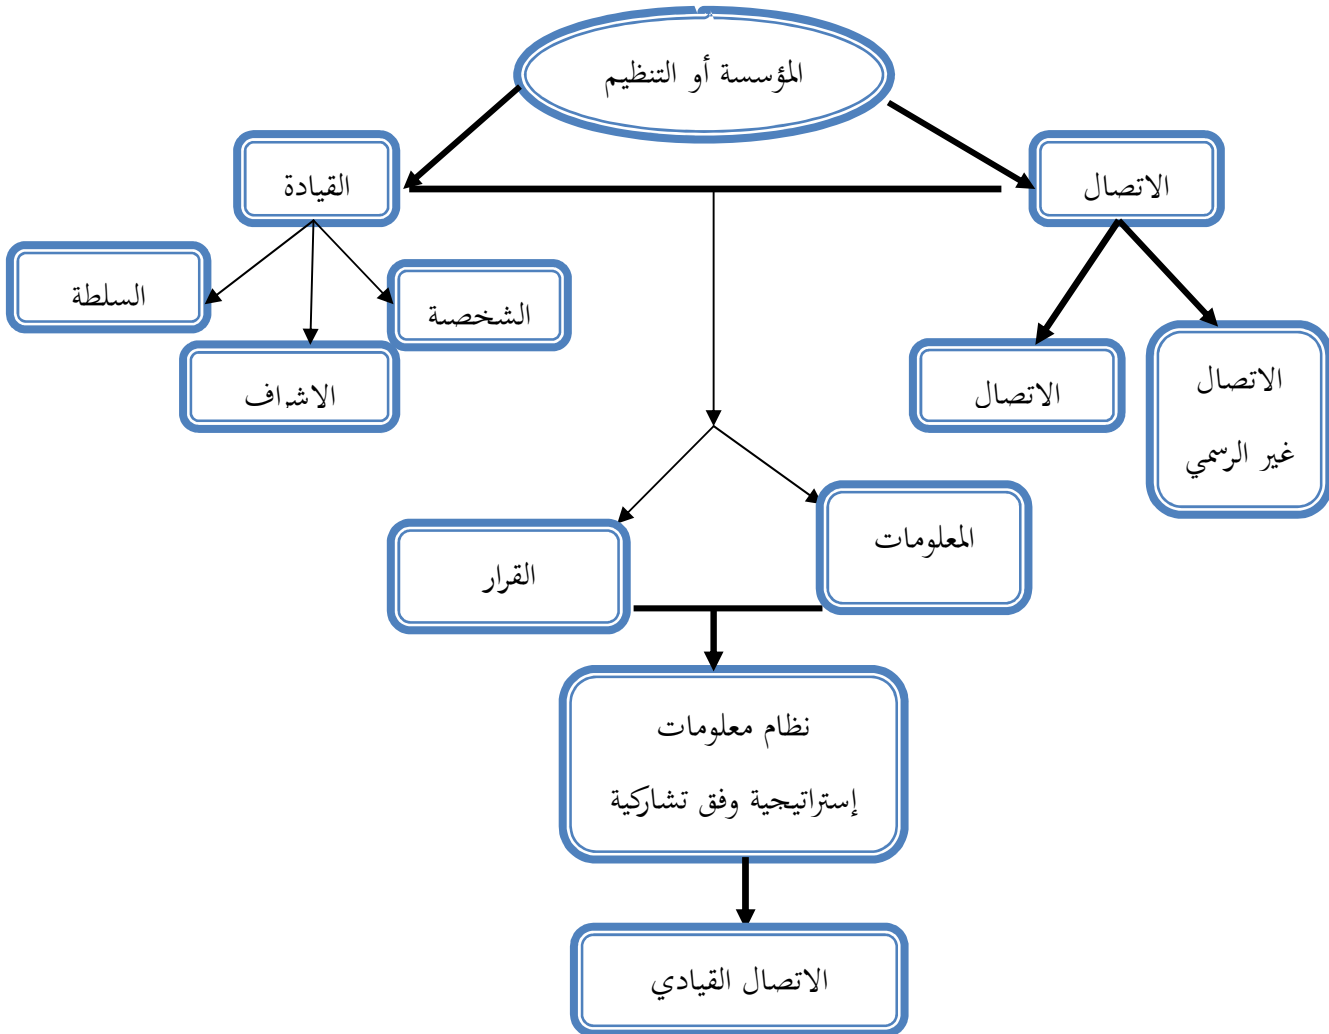 المؤسسة أو التنظيم
الاتصال
القيادة
الاتصال
غير الرسمي
الاتصال
الشخصية
السلطة
الاشراف
المعلومات
القرار
نظام معلومات
إستراتيجية وفق تشاركية
الاتصال القيادي